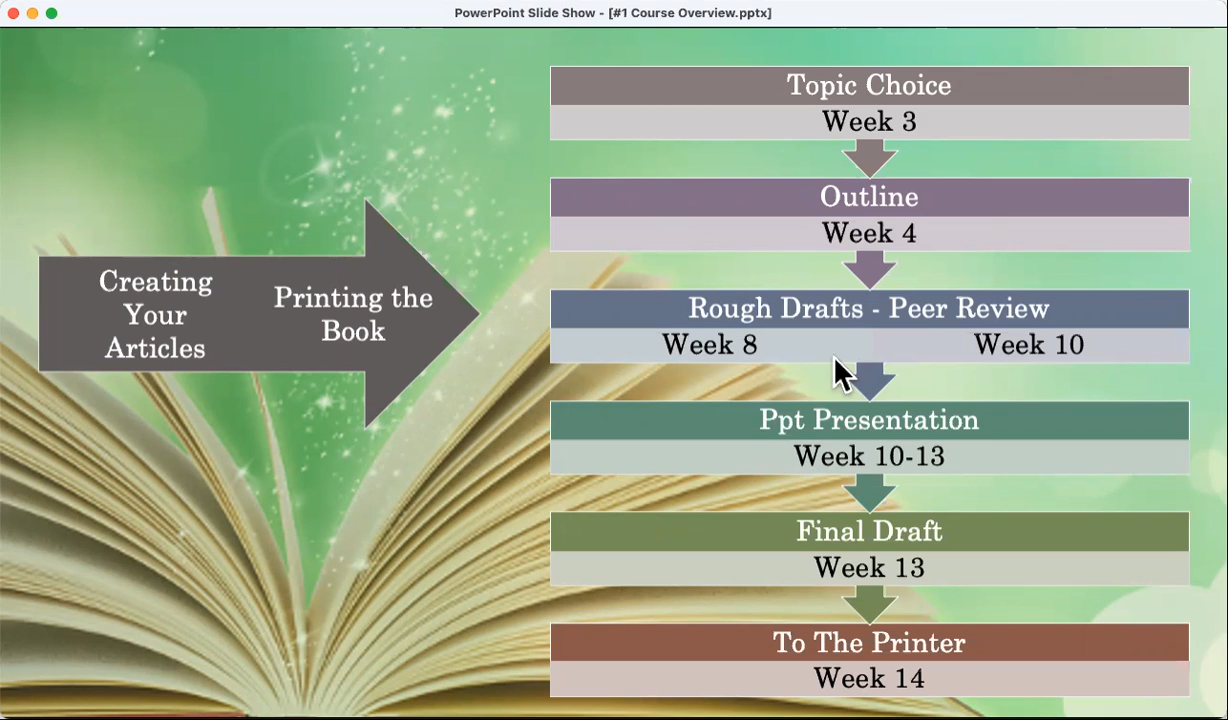 PowerPoint Slide Show - [#1 Course Overview.pptx]
Creating
Your
Articles
Printing the
Book
Topic Choice
Week 3
Outline
Week 4
Rough Drafts - Peer Review
Week 8 Week 10
Ppt Presentation
Week 10-13
Final Draft
Week 13
To The Printer
Week 14